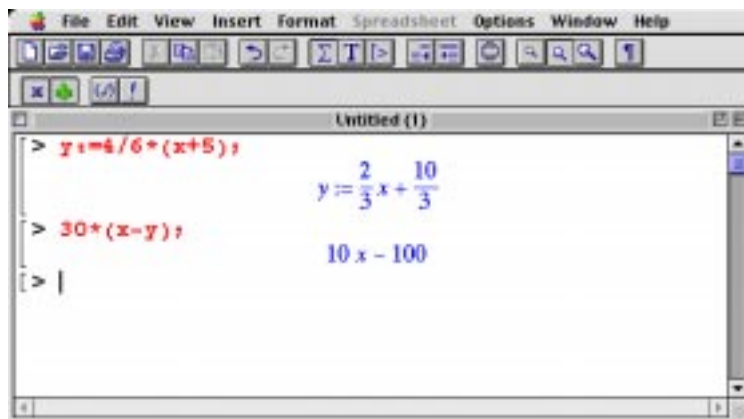 File Edit View Insert Format Spreadsheet Options Window Help
Untitled (1)
> y:=4/6*(x+5);
y := 2/3 x + 10/3
> 30*(x-y);
10 x − 100
>